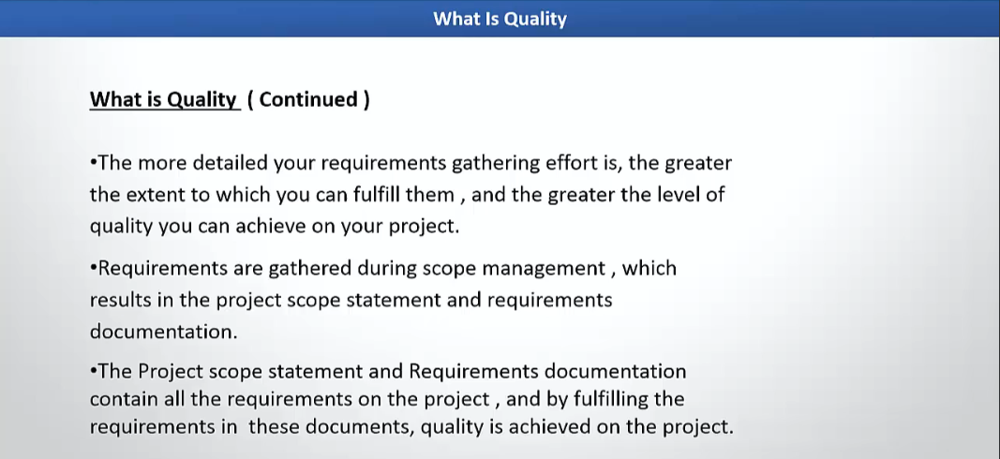 What Is Quality
What is Quality ( Continued )
•The more detailed your requirements gathering effort is, the greater
the extent to which you can fulfill them , and the greater the level of
quality you can achieve on your project.
•Requirements are gathered during scope management , which
results in the project scope statement and requirements
documentation.
•The Project scope statement and Requirements documentation
contain all the requirements on the project , and by fulfilling the
requirements in  these documents, quality is achieved on the project.